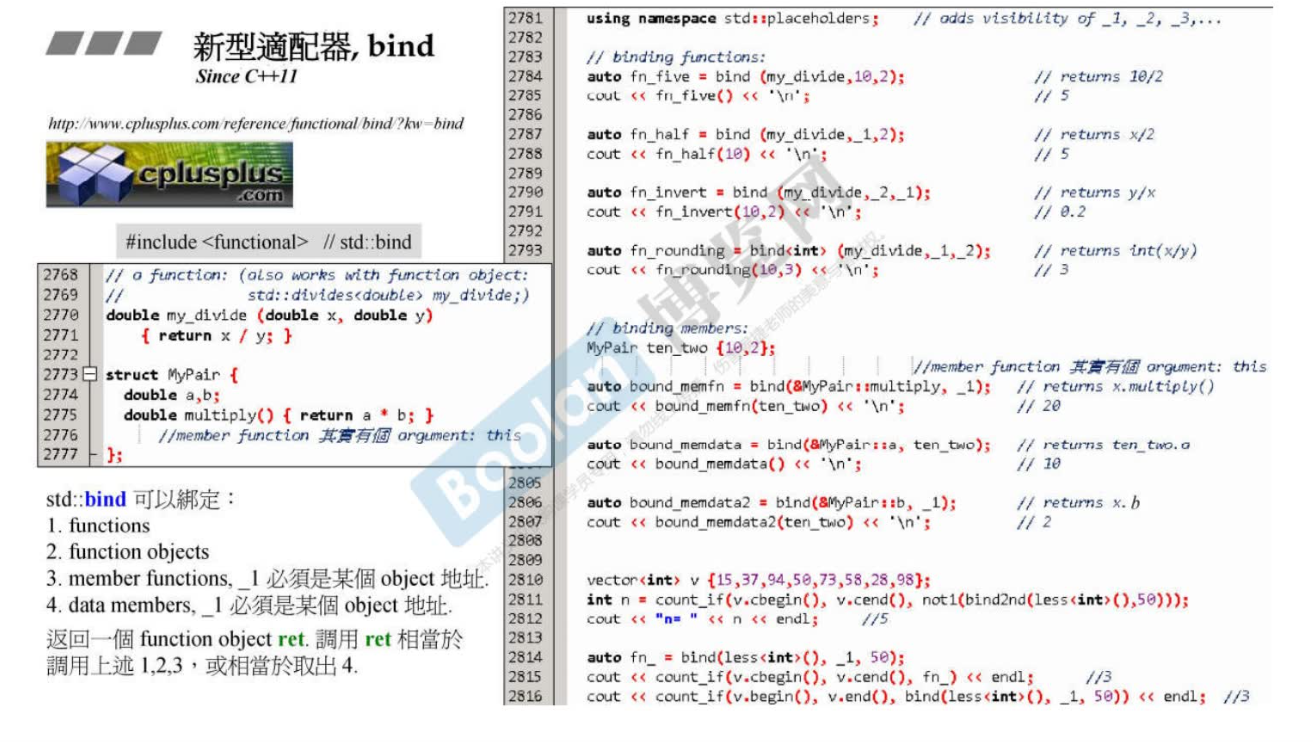 新型適配器, bind
Since C++11
http://www.cplusplus.com/reference/functional/bind/?kw=bind
cplusplus
.com
#include <functional>   // std::bind
2768 // a function: (also works with function object:
2769 //                 std::divides<double> my_divide;)
2770 double my_divide (double x, double y)
2771     { return x / y; }
2772
2773 struct MyPair {
2774   double a,b;
2775   double multiply() { return a * b; }
2776       //member function 其實有個 argument: this
2777 };
std::bind 可以綁定：
1. functions
2. function objects
3. member functions, _1 必須是某個 object 地址.
4. data members, _1 必須是某個 object 地址.
返回一個 function object ret. 調用 ret 相當於
調用上述 1,2,3，或相當於取出 4.
2781 using namespace std::placeholders;    // adds visibility of _1, _2, _3,...
2782
2783 // binding functions:
2784 auto fn_five = bind (my_divide,10,2);               // returns 10/2
2785 cout << fn_five() << '\n';                          // 5
2786
2787 auto fn_half = bind (my_divide,_1,2);               // returns x/2
2788 cout << fn_half(10) << '\n';                        // 5
2789
2790 auto fn_invert = bind (my_divide,_2,_1);            // returns y/x
2791 cout << fn_invert(10,2) << '\n';                    // 0.2
2792
2793 auto fn_rounding = bind<int> (my_divide,_1,_2);     // returns int(x/y)
cout << fn_rounding(10,3) << '\n';                  // 3
// binding members:
MyPair ten_two {10,2};
//member function 其實有個 argument: this
auto bound_memfn = bind(&MyPair::multiply, _1);   // returns x.multiply()
cout << bound_memfn(ten_two) << '\n';             // 20
auto bound_memdata = bind(&MyPair::a, ten_two);   // returns ten_two.a
cout << bound_memdata() << '\n';                  // 10
2805
2806 auto bound_memdata2 = bind(&MyPair::b, _1);       // returns x.b
2807 cout << bound_memdata2(ten_two) << '\n';          // 2
2808
2809
2810 vector<int> v {15,37,94,50,73,58,28,98};
2811 int n = count_if(v.cbegin(), v.cend(), not1(bind2nd(less<int>(),50)));
2812 cout << "n= " << n << endl;     //5
2813
2814 auto fn_ = bind(less<int>(), _1, 50);
2815 cout << count_if(v.cbegin(), v.cend(), fn_) << endl;      //3
2816 cout << count_if(v.begin(), v.end(), bind(less<int>(), _1, 50)) << endl;  //3
Boolan 博览网